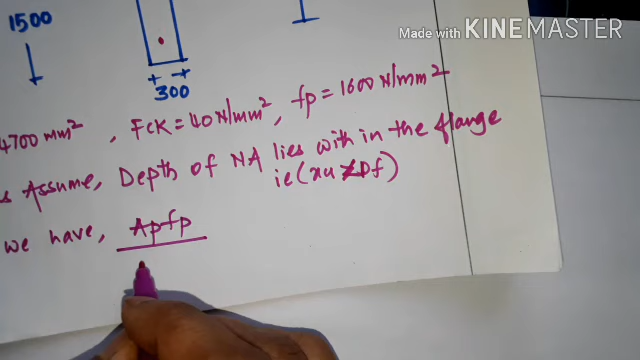 Made with KINEMASTER
1500
300
4700 mm², Fck = 40 N/mm², fp = 1600 N/mm²
Assume, Depth of NA lies with in the flange
ie (xu < Df)
we have, Apfp